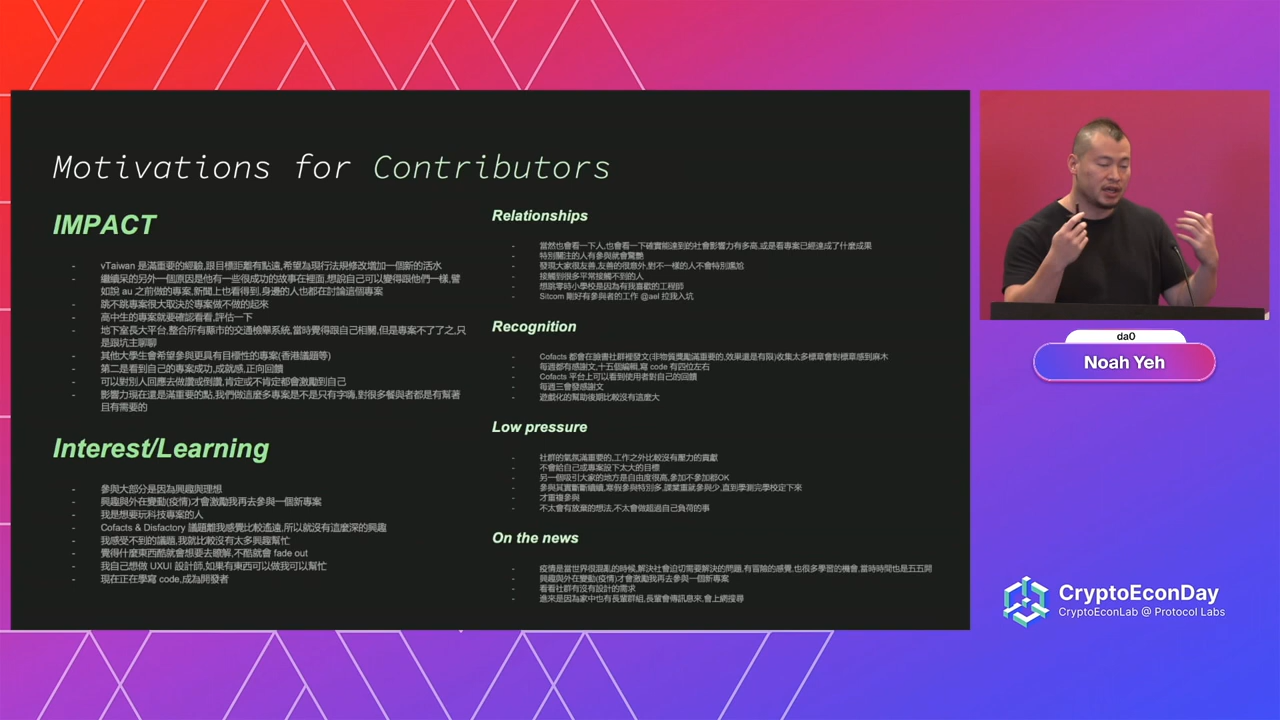 Motivations for Contributors
IMPACT
- vTaiwan 是滿重要的經驗,跟目標距離有點遠,希望為現行法規修改增加一個新的活水
- 繼續呆的另外一個原因是他有一些很成功的故事在裡面,想說自己可以變得跟他們一樣,譬
如說 au 之前做的專案,新聞上也看得到,身邊的人也都在討論這個專案
- 跳不跳專案很大取決於專案做不做的起來
- 高中生的專案就要確認看看,評估一下
- 地下室長大平台,整合所有縣市的交通檢舉系統,當時覺得跟自己相關,但是專案不了了之,只
是跟坑主聊聊
- 其他大學生會希望參與更具有目標性的專案(香港議題等)
- 第二是看到自己的專案成功,成就感,正向回饋
- 可以對別人回應去做讚或倒讚,肯定或不肯定都會激勵到自己
- 影響力現在還是滿重要的點,我們做這麼多專案是不是只有字嗨,對很多餐與者都是有幫著
且有需要的
Interest/Learning
- 參與大部分是因為興趣與理想
- 興趣與外在變動(疫情)才會激勵我再去參與一個新專案
- 我是想要玩科技專案的人
- Cofacts & Disfactory 議題離我感覺比較遙遠,所以就沒有這麼深的興趣
- 我感受不到的議題,我就比較沒有太多興趣幫忙
- 覺得什麼東西酷就會想要去瞭解,不酷就會 fade out
- 我自己想做 UXUI 設計師,如果有東西可以做我可以幫忙
- 現在正在學寫 code,成為開發者
Relationships
- 當然也會看一下人,也會看一下確實能達到的社會影響力有多高,或是看專案已經達成了什麼成果
- 特別關注的人有參與就會驚艷
- 發現大家很友善,友善的很意外,對不一樣的人不會特別尷尬
- 接觸到很多平常接觸不到的人
- 想跳零時小學校是因為有我喜歡的工程師
- Sitcom 剛好有參與者的工作 @ael 拉我入坑
Recognition
- Cofacts 都會在臉書社群裡發文(非物質獎勵滿重要的,效果還是有限)收集太多標章會對標章感到麻木
- 每週都有感謝文,十五個編輯,寫 code 有四位左右
- Cofacts 平台上可以看到使用者對自己的回饋
- 每週三會發感謝文
- 遊戲化的幫助後期比較沒有這麼大
Low pressure
- 社群的氣氛滿重要的,工作之外比較沒有壓力的貢獻
- 不會給自己或專案設下太大的目標
- 另一個吸引大家的地方是自由度很高,參加不參加都OK
- 參與其實斷斷續續,寒假參與特別多,課業重就參與少,直到學測完學校定下來
- 才重複參與
- 不太會有放棄的想法,不太會做超過自己負荷的事
On the news
- 疫情是當世界很混亂的時候,解決社會迫切需要解決的問題,有冒險的感覺,也很多學習的機會,當時時間也是五五開
- 興趣與外在變動(疫情)才會激勵我再去參與一個新專案
- 看看社群有沒有設計的需求
- 進來是因為家中也有長輩群組,長輩會傳訊息來,會上網搜尋
da0
Noah Yeh
CryptoEconDay
CryptoEconLab @ Protocol Labs